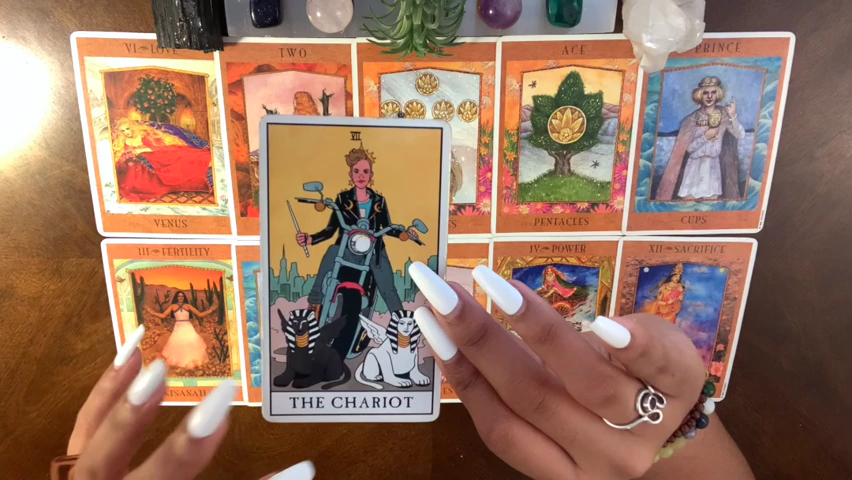 VI LOVE
TWO
ACE
PRINCE
VENUS
PENTACLES
CUPS
VII
THE CHARIOT
III FERTILITY
IV POWER
XII SACRIFICE